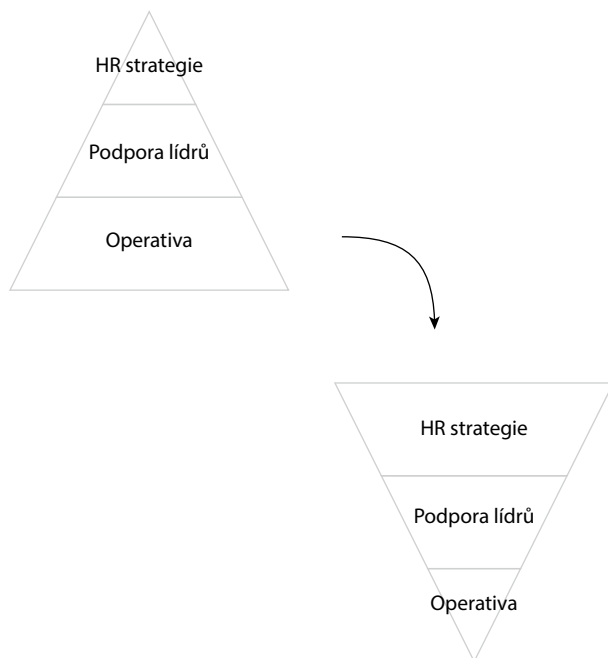 HR strategie
Podpora lídrů
Operativa
HR strategie
Podpora lídrů
Operativa